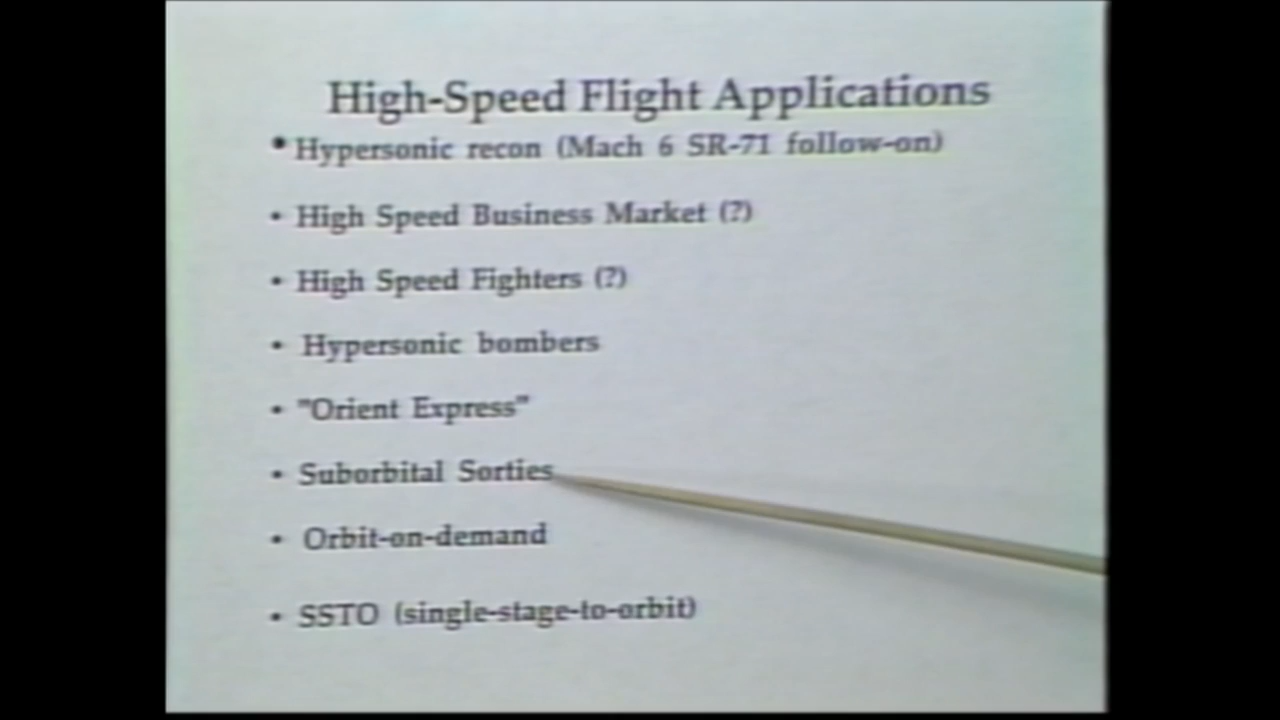 High-Speed Flight Applications
• Hypersonic recon (Mach 6 SR-71 follow-on)
• High Speed Business Market (?)
• High Speed Fighters (?)
• Hypersonic bombers
• "Orient Express"
• Suborbital Sorties
• Orbit-on-demand
• SSTO (single-stage-to-orbit)